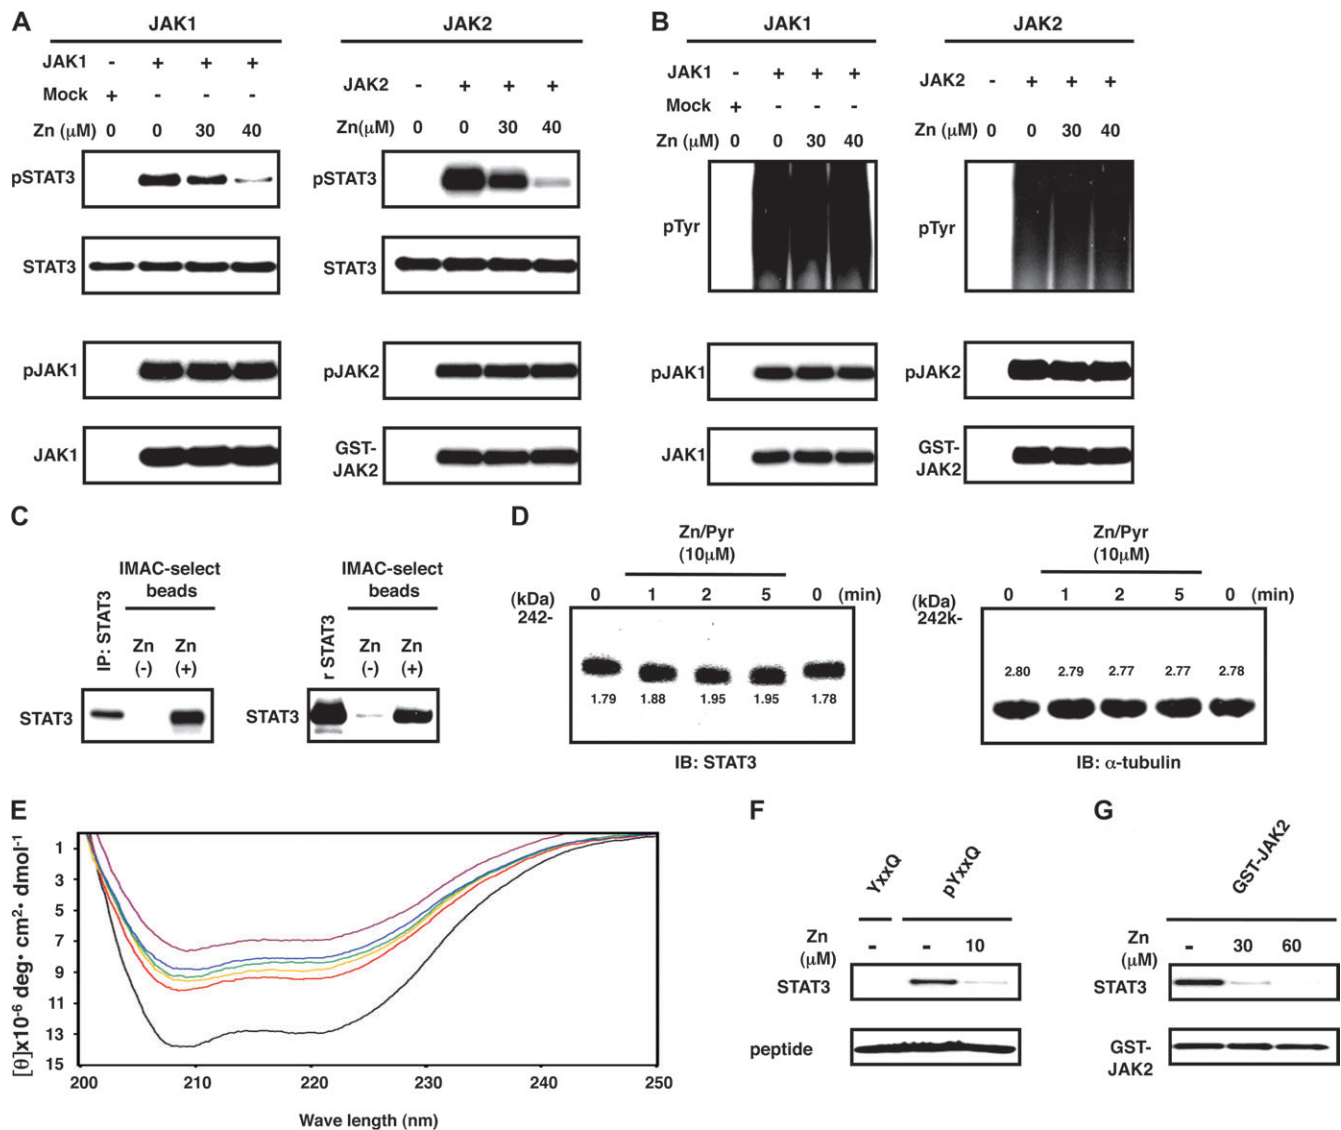 A
JAK1
JAK1 - + + +
Mock + - - -
Zn (μM) 0 0 30 40
pSTAT3
STAT3
pJAK1
JAK1
JAK2
JAK2 - + + +
Zn(μM) 0 0 30 40
pSTAT3
STAT3
pJAK2
GST-
JAK2
B
JAK1
JAK1 - + + +
Mock + - - -
Zn (μM) 0 0 30 40
pTyr
pJAK1
JAK1
JAK2
JAK2 - + + +
Zn (μM) 0 0 30 40
pTyr
pJAK2
GST-
JAK2
C
IMAC-select
beads
IP: STAT3
Zn Zn
(-) (+)
STAT3
IMAC-select
beads
r STAT3
Zn Zn
(-) (+)
STAT3
D
Zn/Pyr
(10μM)
(kDa) 0 1 2 5 0 (min)
242-
1.79 1.88 1.95 1.95 1.78
IB: STAT3
Zn/Pyr
(10μM)
(kDa) 0 1 2 5 0 (min)
242k-
2.80 2.79 2.77 2.77 2.78
IB: α-tubulin
E
[θ]x10-6 deg• cm2• dmol-1
1
3
5
7
9
11
13
15
200 210 220 230 240 250
Wave length (nm)
F
YxxQ pYxxQ
Zn - - 10
(μM)
STAT3
peptide
G
GST-JAK2
Zn - 30 60
(μM)
STAT3
GST-
JAK2